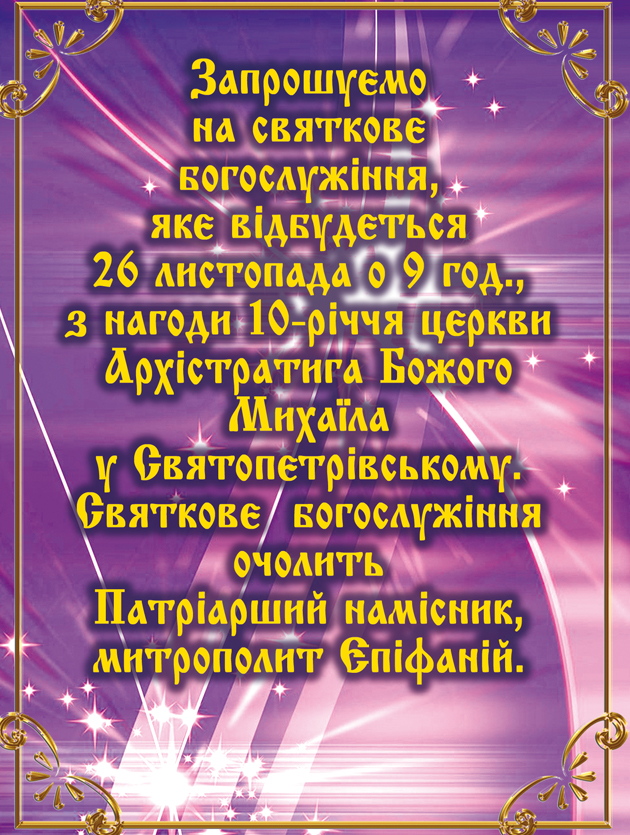 Запрошуємо
на святкове
богослужіння,
яке відбудеться
26 листопада о 9 год.,
з нагоди 10-річчя церкви
Архістратига Божого
Михаїла
у Святопетрівському.
Святкове богослужіння
очолить
Патріарший намісник,
митрополит Епіфаній.